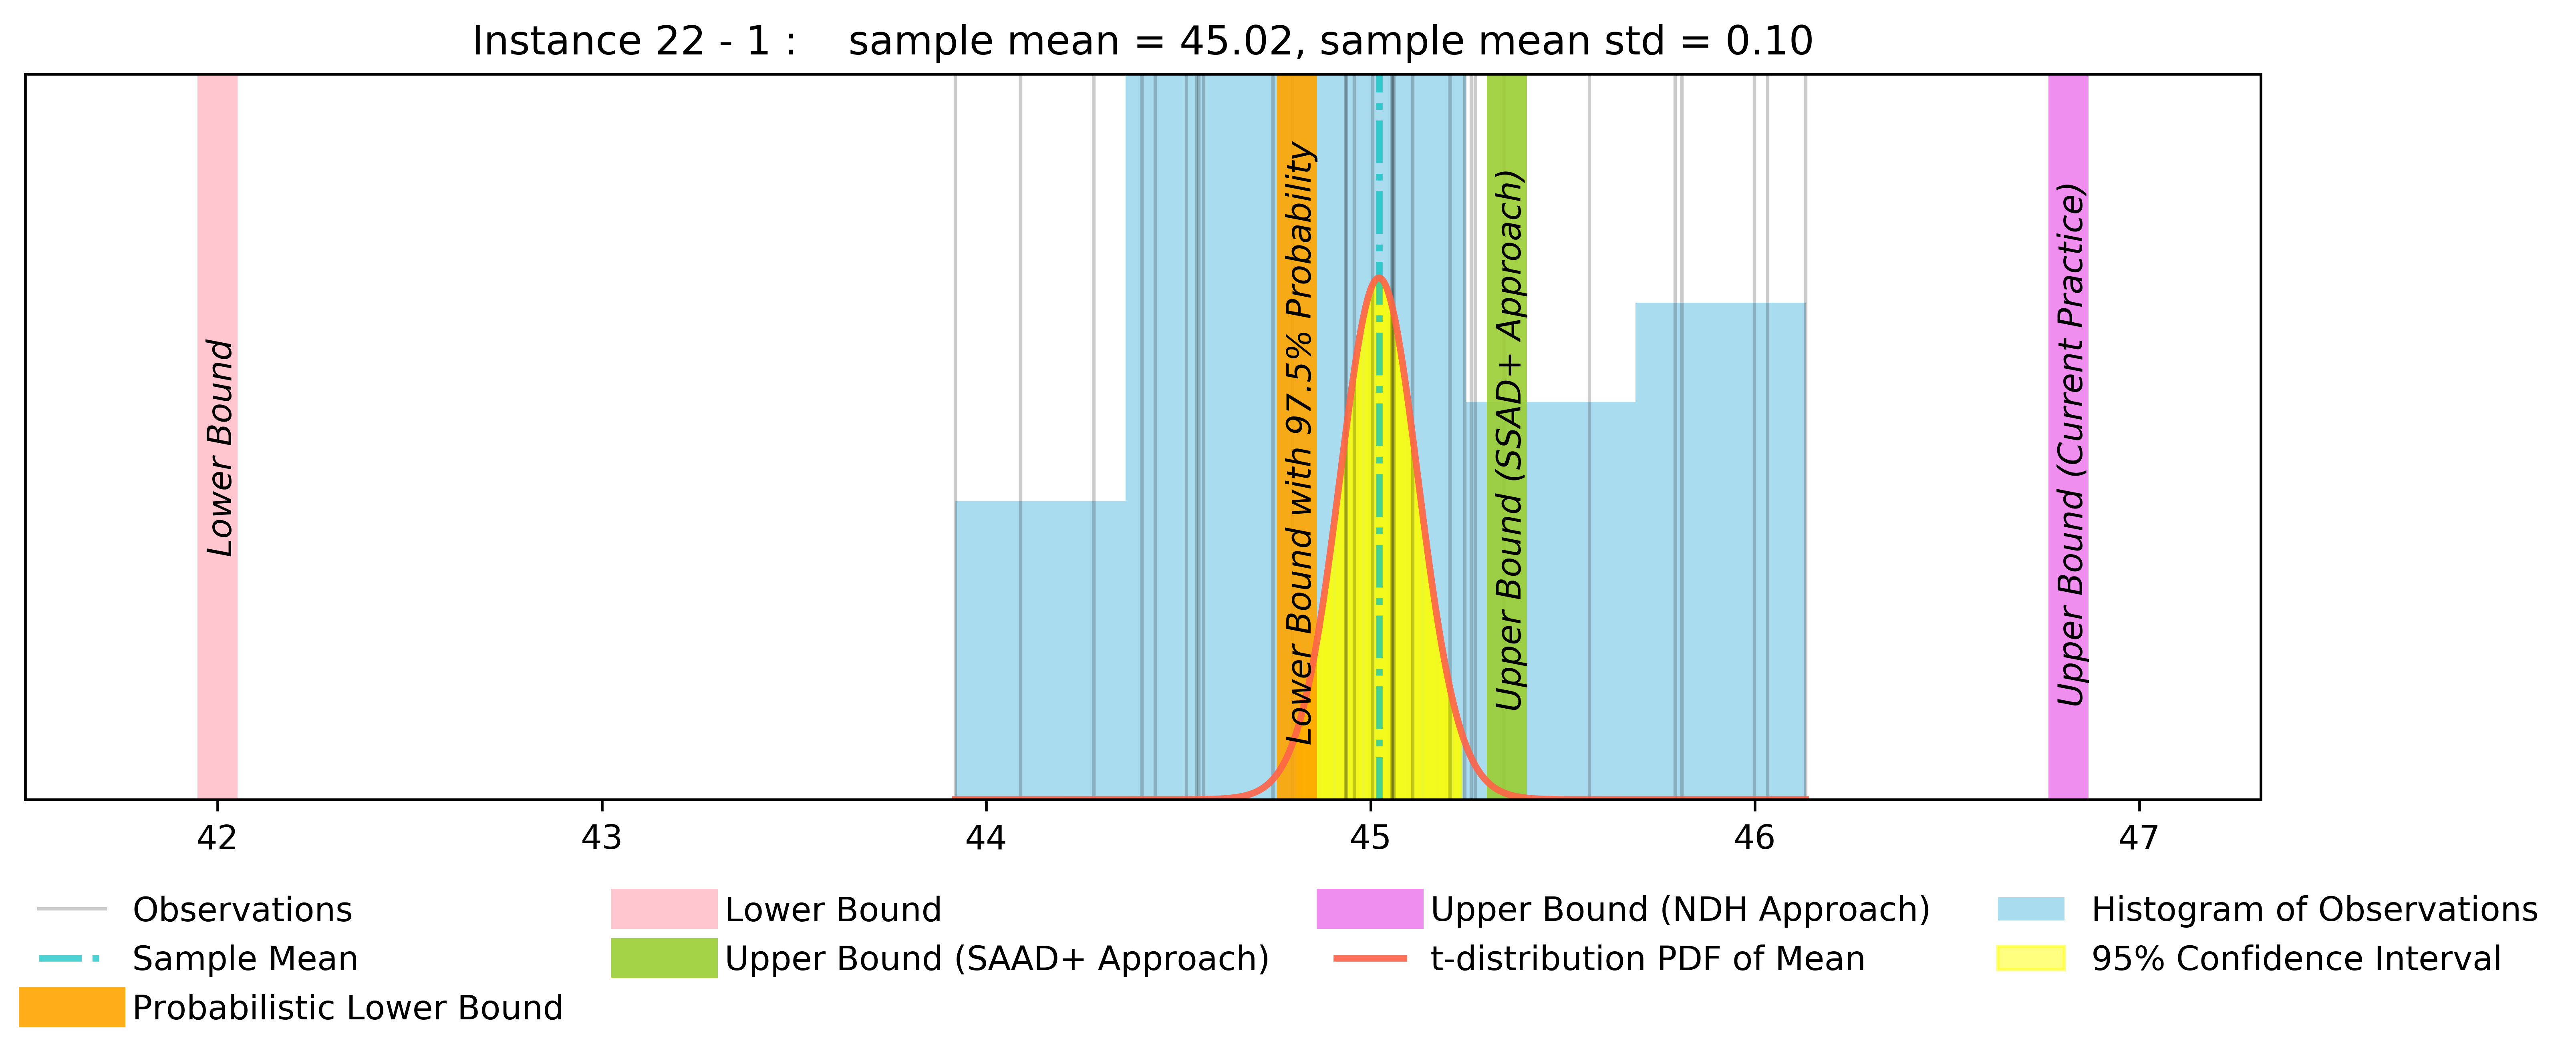 Instance 22 - 1 :    sample mean = 45.02, sample mean std = 0.10
Lower Bound
Lower Bound with 97.5% Probability
Upper Bound (SSAD+ Approach)
Upper Bound (Current Practice)
42 43 44 45 46 47
Observations
Sample Mean
Probabilistic Lower Bound
Lower Bound
Upper Bound (SAAD+ Approach)
Upper Bound (NDH Approach)
t-distribution PDF of Mean
Histogram of Observations
95% Confidence Interval